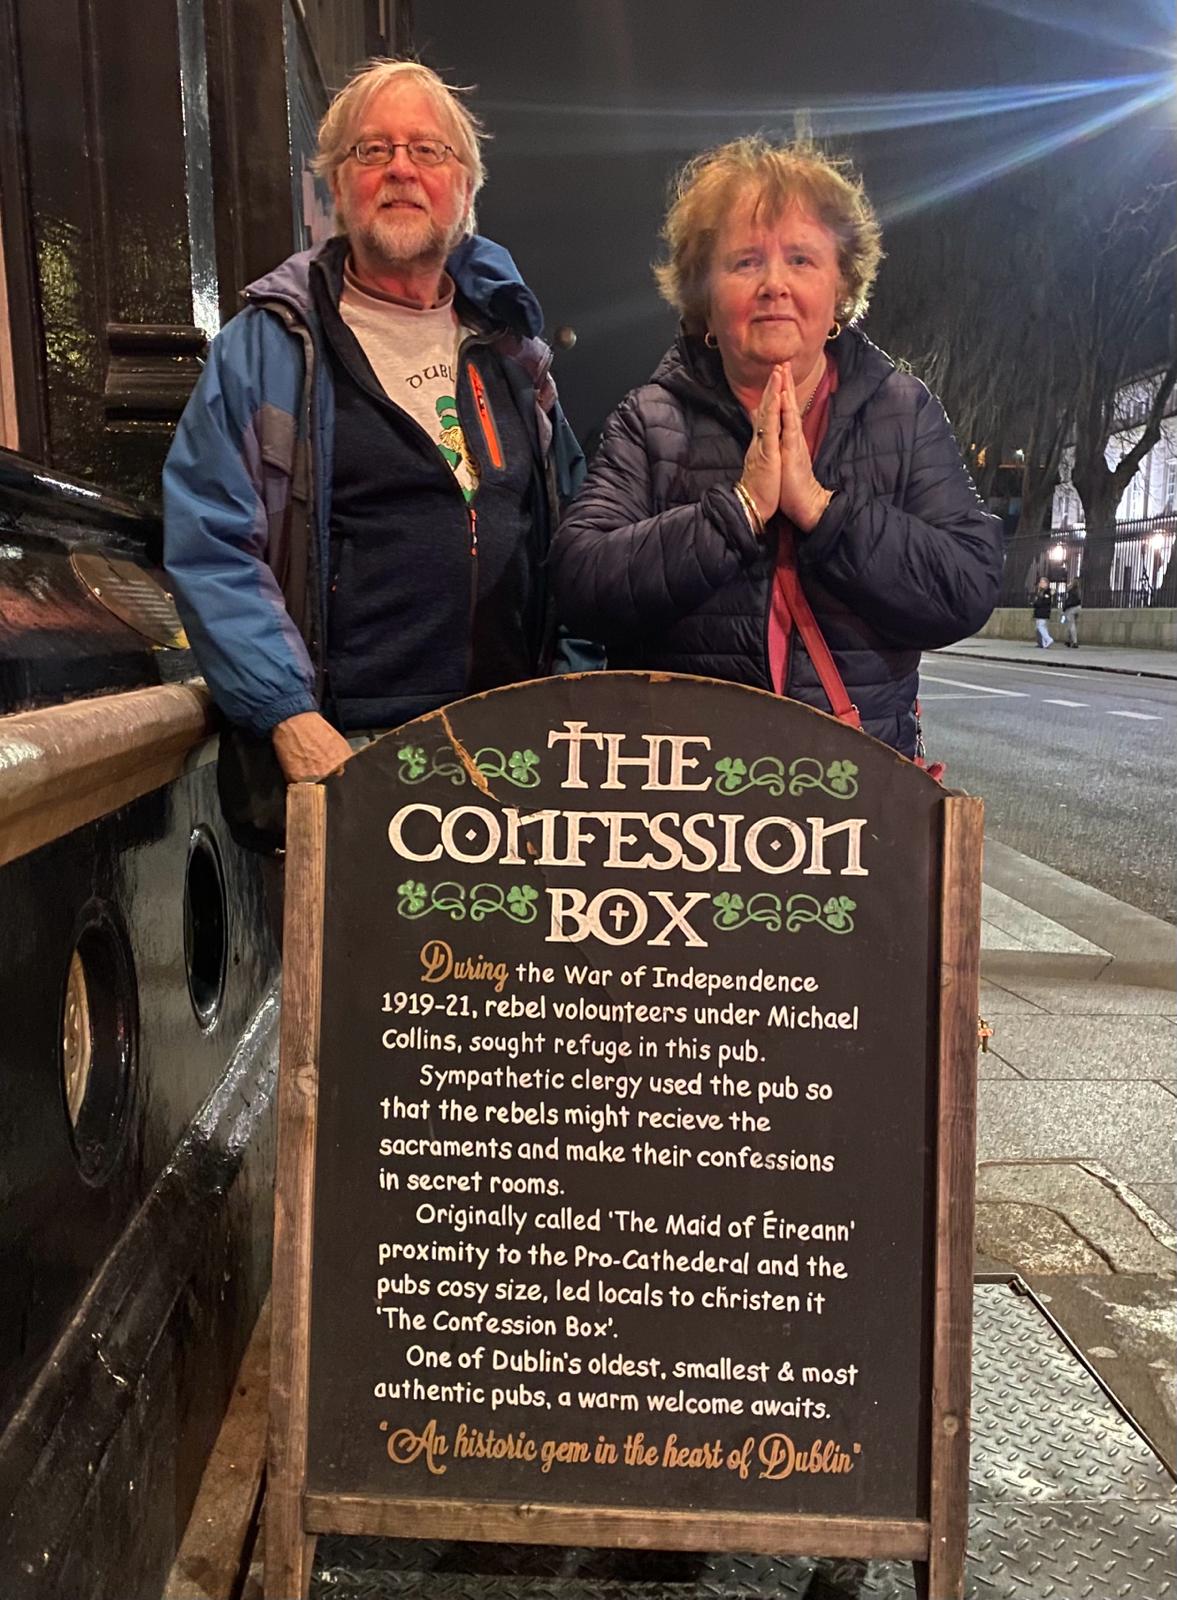 DUBL
THE
CONFESSION
BOX
During the War of Independence
1919-21, rebel volounteers under Michael
Collins, sought refuge in this pub.
Sympathetic clergy used the pub so
that the rebels might recieve the
sacraments and make their confessions
in secret rooms.
Originally called 'The Maid of Éireann'
proximity to the Pro-Cathederal and the
pubs cosy size, led locals to christen it
'The Confession Box'.
One of Dublin's oldest, smallest & most
authentic pubs, a warm welcome awaits.
"An historic gem in the heart of Dublin"